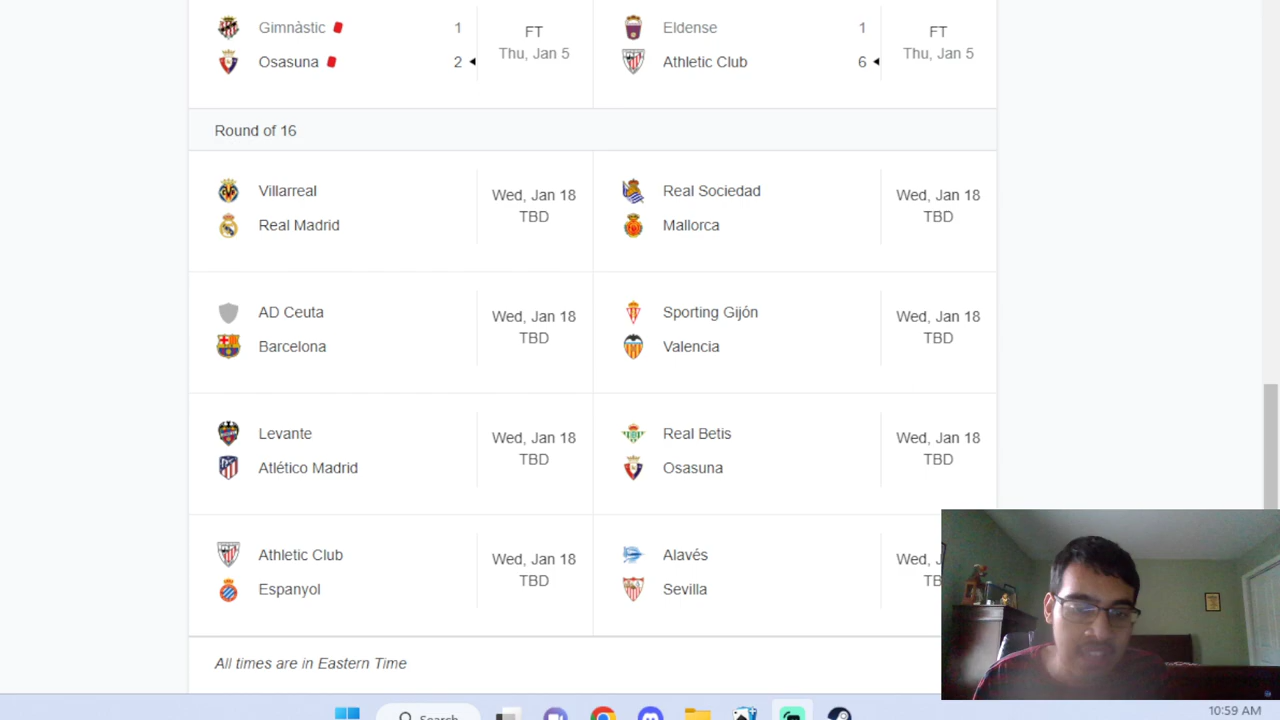 Gimnàstic 1
FT
Osasuna 2
Thu, Jan 5
Eldense 1
FT
Athletic Club 6
Thu, Jan 5
Round of 16
Villarreal
Real Madrid
Wed, Jan 18
TBD
Real Sociedad
Mallorca
Wed, Jan 18
TBD
AD Ceuta
Barcelona
Wed, Jan 18
TBD
Sporting Gijón
Valencia
Wed, Jan 18
TBD
Levante
Atlético Madrid
Wed, Jan 18
TBD
Real Betis
Osasuna
Wed, Jan 18
TBD
Athletic Club
Espanyol
Wed, Jan 18
TBD
Alavés
Sevilla
Wed, J
TB
All times are in Eastern Time
Search
10:59 AM